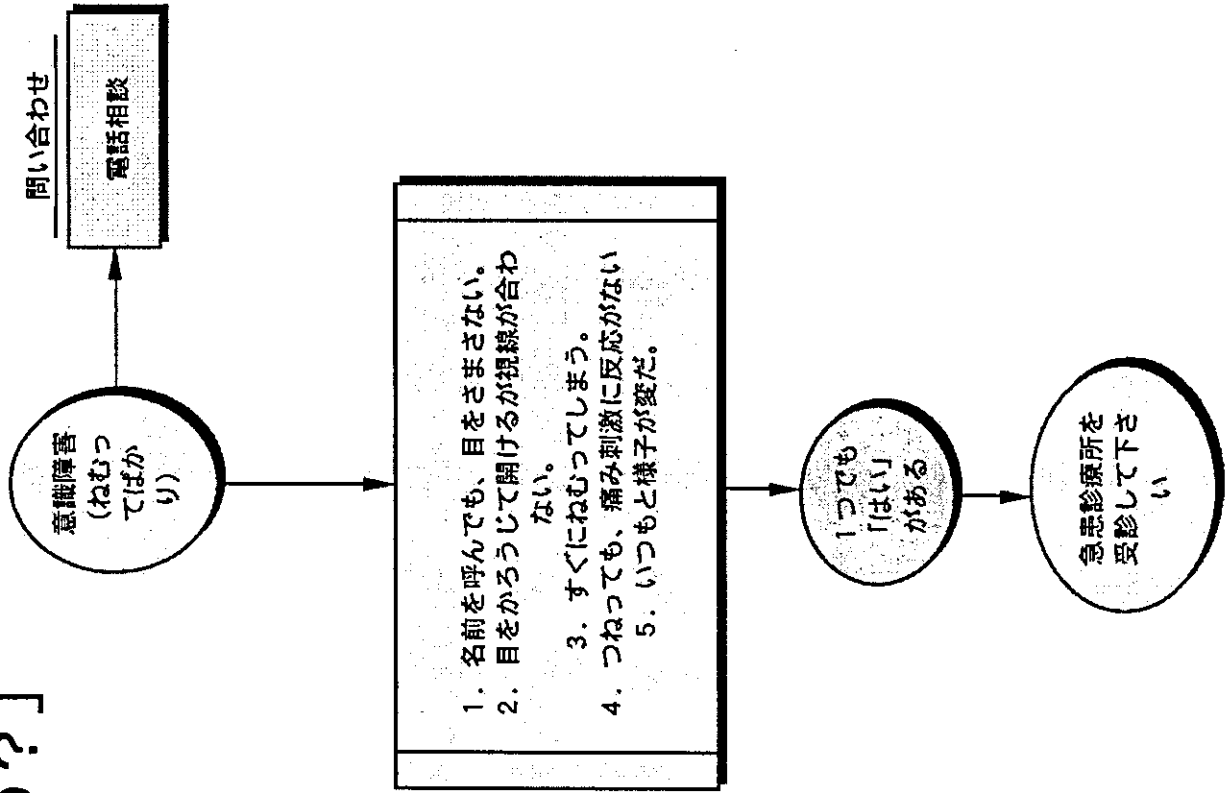 ？］
問い合わせ
電話相談
意識障害
（ねむっ
てばか
り）
１．名前を呼んでも、目をさまさない。
２．目をかろうじて開けるが視線が合わ
ない。
３．すぐにねむってしまう。
４．つねっても、痛み刺激に反応がない
５．いつもと様子が変だ。
１つでも
「はい」
がある
急患診療所を
受診して下さ
い